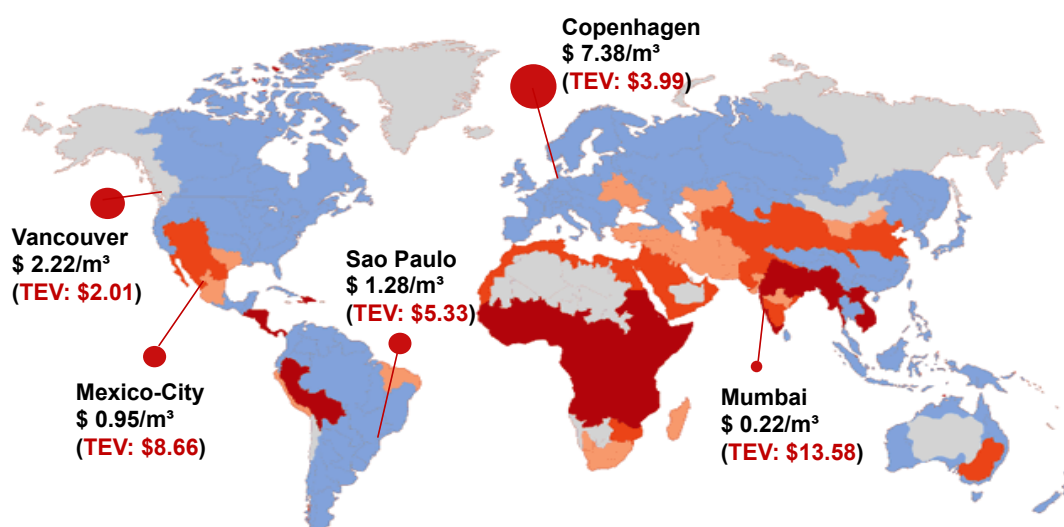 Copenhagen
$ 7.38/m³
(TEV: $3.99)
Vancouver
$ 2.22/m³
(TEV: $2.01)
Sao Paulo
$ 1.28/m³
(TEV: $5.33)
Mexico-City
$ 0.95/m³
(TEV: $8.66)
Mumbai
$ 0.22/m³
(TEV: $13.58)